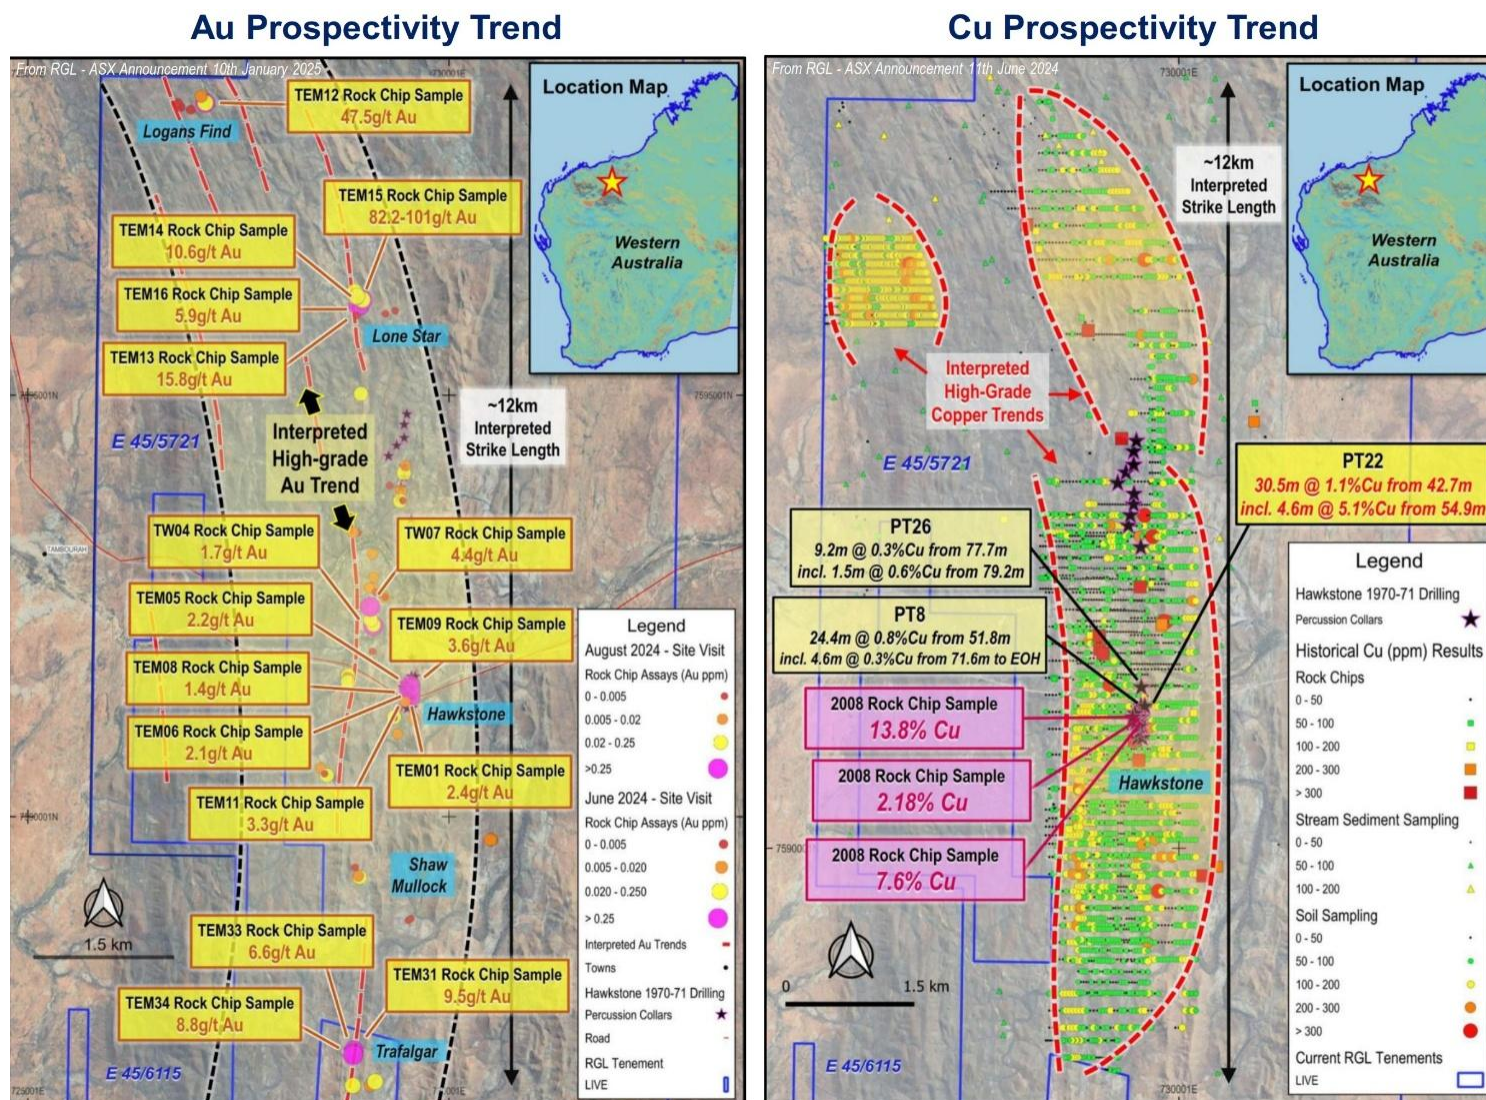 Au Prospectivity Trend
From RGL - ASX Announcement 10th January 2025
730001E
TEM12 Rock Chip Sample
47.5g/t Au
Logans Find
TEM15 Rock Chip Sample
82.2-101g/t Au
TEM14 Rock Chip Sample
10.6g/t Au
TEM16 Rock Chip Sample
5.9g/t Au
TEM13 Rock Chip Sample
15.8g/t Au
Lone Star
Location Map
Western
Australia
7595001N
~12km
Interpreted
Strike Length
E 45/5721
Interpreted
High-grade
Au Trend
TAMBOURAH
TW04 Rock Chip Sample
1.7g/t Au
TW07 Rock Chip Sample
4.4g/t Au
TEM05 Rock Chip Sample
2.2g/t Au
TEM09 Rock Chip Sample
3.6g/t Au
TEM08 Rock Chip Sample
1.4g/t Au
Hawkstone
TEM06 Rock Chip Sample
2.1g/t Au
TEM01 Rock Chip Sample
2.4g/t Au
TEM11 Rock Chip Sample
3.3g/t Au
Shaw
Mullock
1.5 km
TEM33 Rock Chip Sample
6.6g/t Au
TEM31 Rock Chip Sample
9.5g/t Au
TEM34 Rock Chip Sample
8.8g/t Au
Trafalgar
E 45/6115
725001E
Legend
August 2024 - Site Visit
Rock Chip Assays (Au ppm)
0 - 0.005
0.005 - 0.02
0.02 - 0.25
>0.25
June 2024 - Site Visit
Rock Chip Assays (Au ppm)
0 - 0.005
0.005 - 0.020
0.020 - 0.250
> 0.25
Interpreted Au Trends
Towns
Hawkstone 1970-71 Drilling
Percussion Collars
Road
RGL Tenement
LIVE
Cu Prospectivity Trend
From RGL - ASX Announcement 11th June 2024
730001E
Location Map
Western
Australia
~12km
Interpreted
Strike Length
Interpreted
High-Grade
Copper Trends
E 45/5721
PT22
30.5m @ 1.1%Cu from 42.7m
incl. 4.6m @ 5.1%Cu from 54.9m
PT26
9.2m @ 0.3%Cu from 77.7m
incl. 1.5m @ 0.6%Cu from 79.2m
PT8
24.4m @ 0.8%Cu from 51.8m
incl. 4.6m @ 0.3%Cu from 71.6m to EOH
2008 Rock Chip Sample
13.8% Cu
2008 Rock Chip Sample
2.18% Cu
2008 Rock Chip Sample
7.6% Cu
Hawkstone
0
1.5 km
E 45/6115
730001E
Legend
Hawkstone 1970-71 Drilling
Percussion Collars
Historical Cu (ppm) Results
Rock Chips
0 - 50
50 - 100
100 - 200
200 - 300
> 300
Stream Sediment Sampling
0 - 50
50 - 100
100 - 200
Soil Sampling
0 - 50
50 - 100
100 - 200
200 - 300
> 300
Current RGL Tenements
LIVE